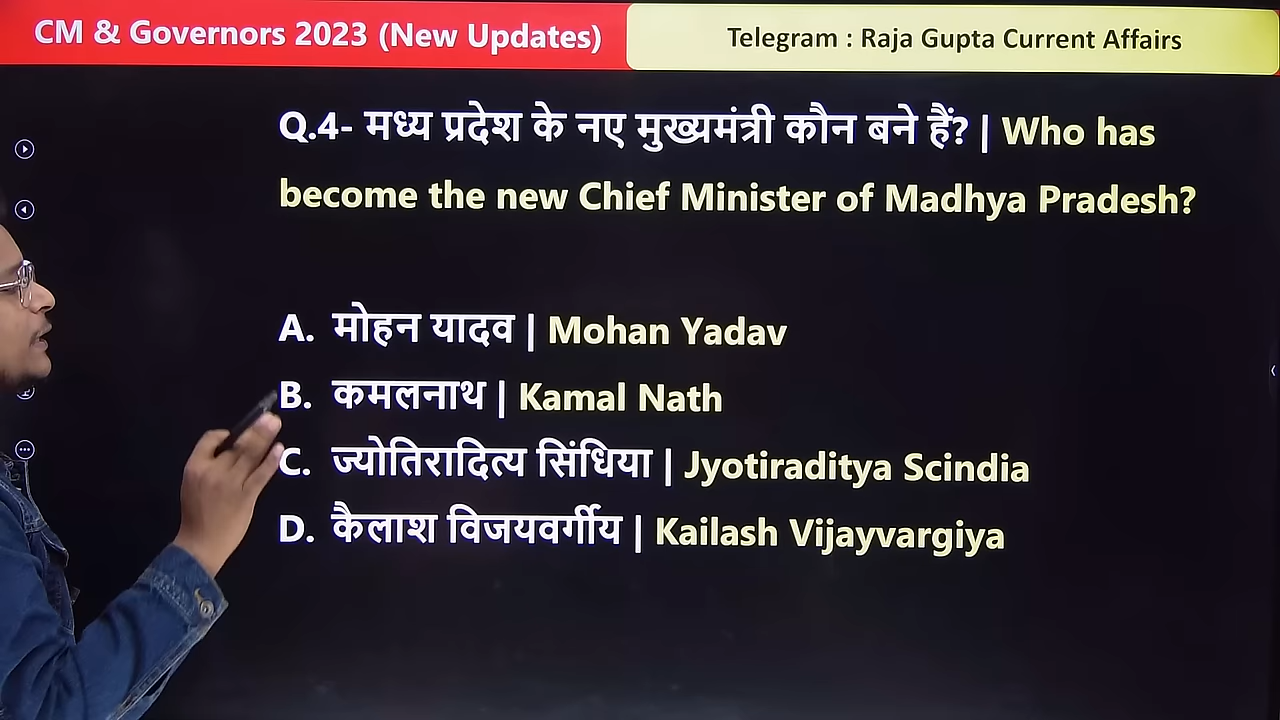 CM & Governors 2023 (New Updates)
Telegram : Raja Gupta Current Affairs
Q.4- मध्य प्रदेश के नए मुख्यमंत्री कौन बने हैं? | Who has
become the new Chief Minister of Madhya Pradesh?
A. मोहन यादव | Mohan Yadav
B. कमलनाथ | Kamal Nath
C. ज्योतिरादित्य सिंधिया | Jyotiraditya Scindia
D. कैलाश विजयवर्गीय | Kailash Vijayvargiya